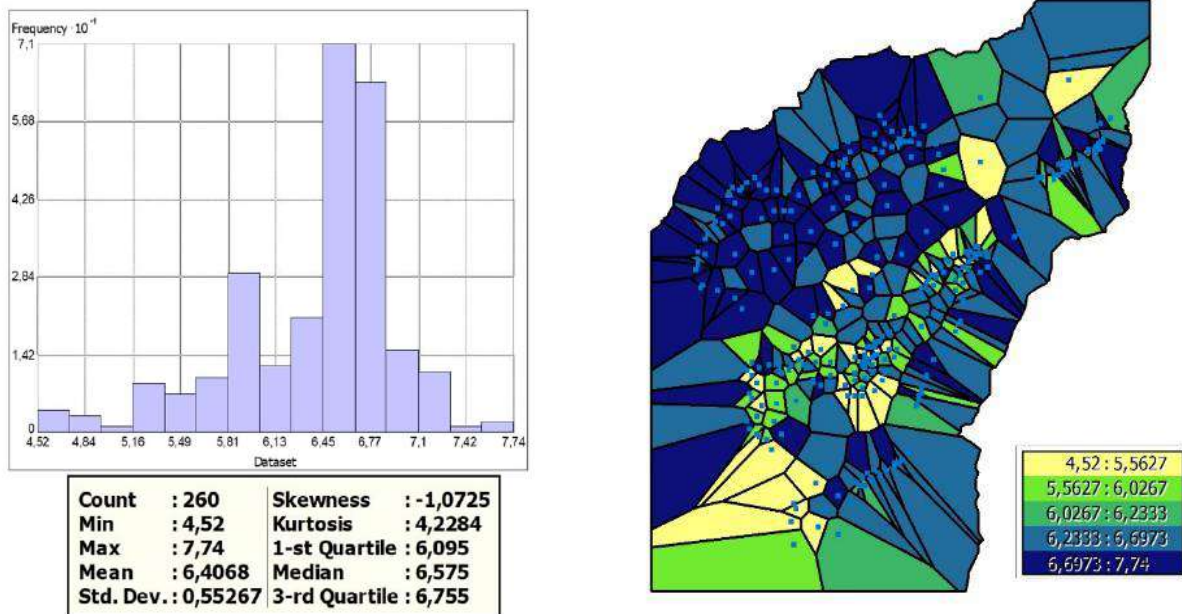 Frequency · 10⁻¹
7,1
5,68
4,26
2,84
1,42
0
4,52 4,84 5,16 5,49 5,81 6,13 6,45 6,77 7,1 7,42 7,74
Dataset
Count : 260 Skewness : -1,0725
Min : 4,52 Kurtosis : 4,2284
Max : 7,74 1-st Quartile : 6,095
Mean : 6,4068 Median : 6,575
Std. Dev. : 0,55267 3-rd Quartile : 6,755
4,52 : 5,5627
5,5627 : 6,0267
6,0267 : 6,2333
6,2333 : 6,6973
6,6973 : 7,74